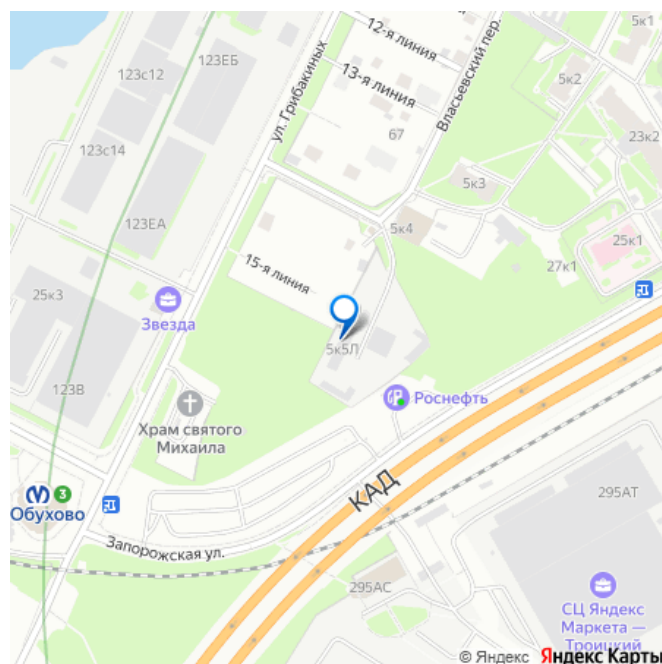 12-я линия
5к1
123с12
123ЕБ
5к2
13-я линия
ул. Грибакиных
Власьевский пер.
67
23к2
123с14
5к3
123ЕА
5к4
25к1
15-я линия
27к1
25к3
Звезда
5к5Л
123В
Роснефть
Храм святого
Михаила
КАД
3
Обухово
295АТ
Запорожская ул.
295АС
СЦ Яндекс
Маркета —
Троицкий
© Яндекс Яндекс Карты